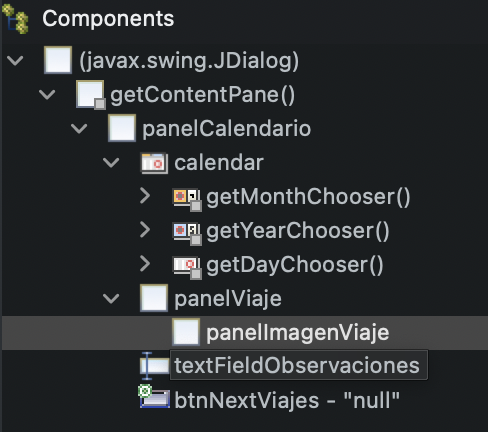 Components
(javax.swing.JDialog)
getContentPane()
panelCalendario
calendar
getMonthChooser()
getYearChooser()
getDayChooser()
panelViaje
panelImagenViaje
textFieldObservaciones
btnNextViajes - "null"